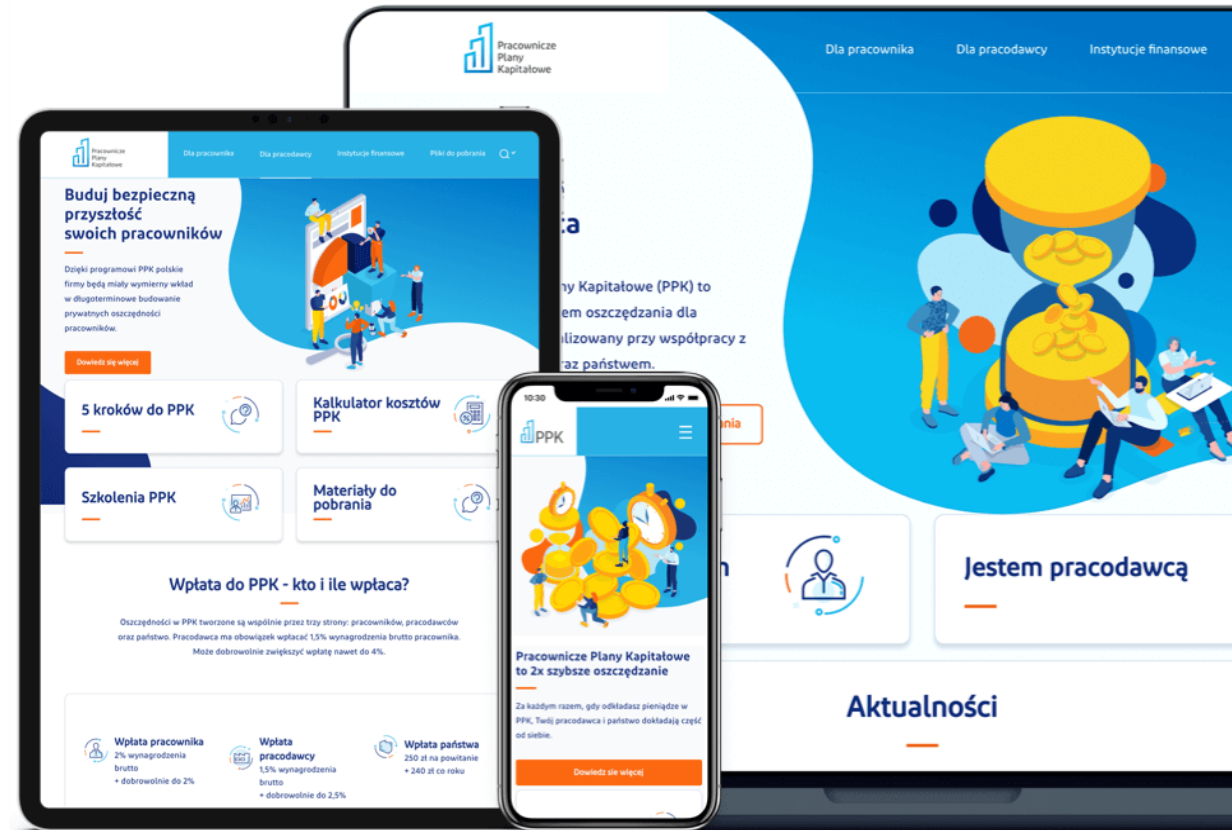 Pracownicze
Plany
Kapitałowe
Dla pracownika
Dla pracodawcy
Instytucje finansowe
ny Kapitałowe (PPK) to
em oszczędzania dla
lizowany przy współpracy z
raz państwem.
Jestem pracodawcą
Aktualności
Pracownicze
Plany
Kapitałowe
Dla pracownika
Dla pracodawcy
Instytucje finansowe
Pliki do pobrania
Buduj bezpieczną
przyszłość
swoich pracowników
Dzięki programowi PPK polskie
firmy będą miały wymierny wkład
w długoterminowe budowanie
prywatnych oszczędności
pracowników.
Dowiedz się więcej
5 kroków do PPK
Kalkulator kosztów
PPK
Szkolenia PPK
Materiały do
pobrania
Wpłata do PPK - kto i ile wpłaca?
Oszczędności w PPK tworzone są wspólnie przez trzy strony: pracowników, pracodawców
oraz państwo. Pracodawca ma obowiązek wpłacać 1,5% wynagrodzenia brutto pracownika.
Może dobrowolnie zwiększyć wpłatę nawet do 4%.
Wpłata pracownika
2% wynagrodzenia
brutto
+ dobrowolnie do 2%
Wpłata
pracodawcy
1,5% wynagrodzenia
brutto
+ dobrowolnie do 2,5%
Wpłata państwa
250 zł na powitanie
+ 240 zł co roku
10:30
PPK
Pracownicze Plany Kapitałowe
to 2x szybsze oszczędzanie
Za każdym razem, gdy odkładasz pieniądze w
PPK, Twój pracodawca i państwo dokładają część
od siebie.
Dowiedz sie więcej